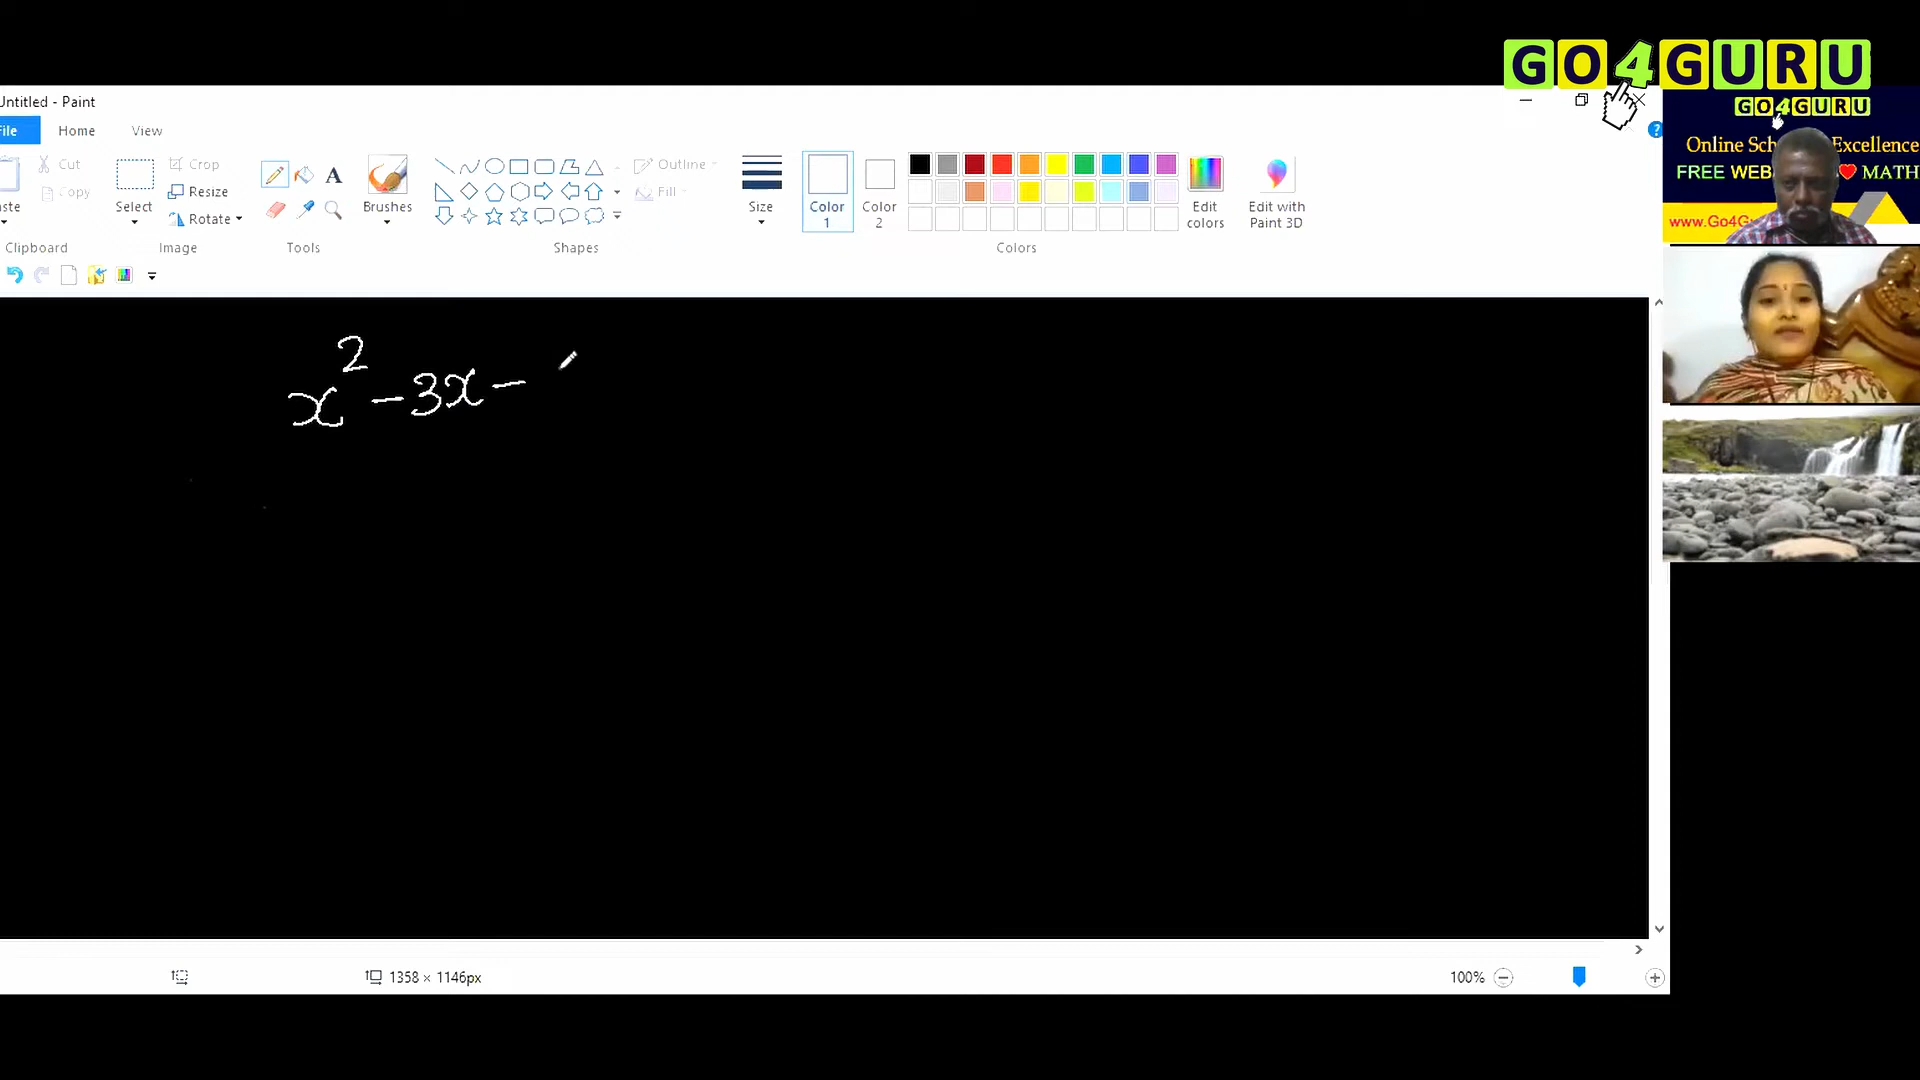 GO4GURU
Untitled - Paint
GO4GURU
File Home View
Online Sch Excellence
FREE WEB MATH
Cut
Copy
Paste
Select
Crop
Resize
Rotate
Brushes
Outline
Fill
Size
Color 1
Color 2
Edit colors
Edit with Paint 3D
www.Go4G
Clipboard Image Tools Shapes Colors
x² - 3x -
1358 × 1146px
100%